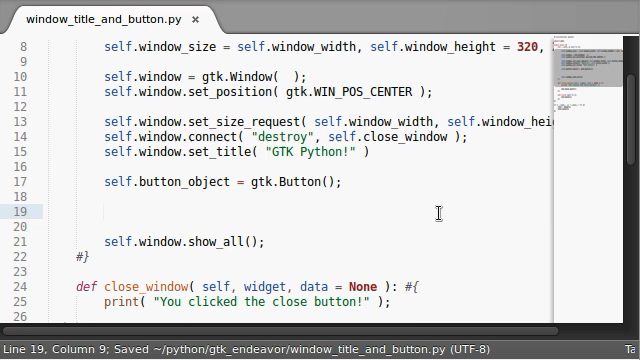 window_title_and_button.py ×
8 self.window_size = self.window_width, self.window_height = 320,
9
10 self.window = gtk.Window(  );
11 self.window.set_position( gtk.WIN_POS_CENTER );
12
13 self.window.set_size_request( self.window_width, self.window_hei
14 self.window.connect( "destroy", self.close_window );
15 self.window.set_title( "GTK Python!" )
16
17 self.button_object = gtk.Button();
18
19
20
21 self.window.show_all();
22 #}
23
24 def close_window( self, widget, data = None ): #{
25 print( "You clicked the close button!" );
26
Line 19, Column 9; Saved ~/python/gtk_endeavor/window_title_and_button.py (UTF-8) Ta